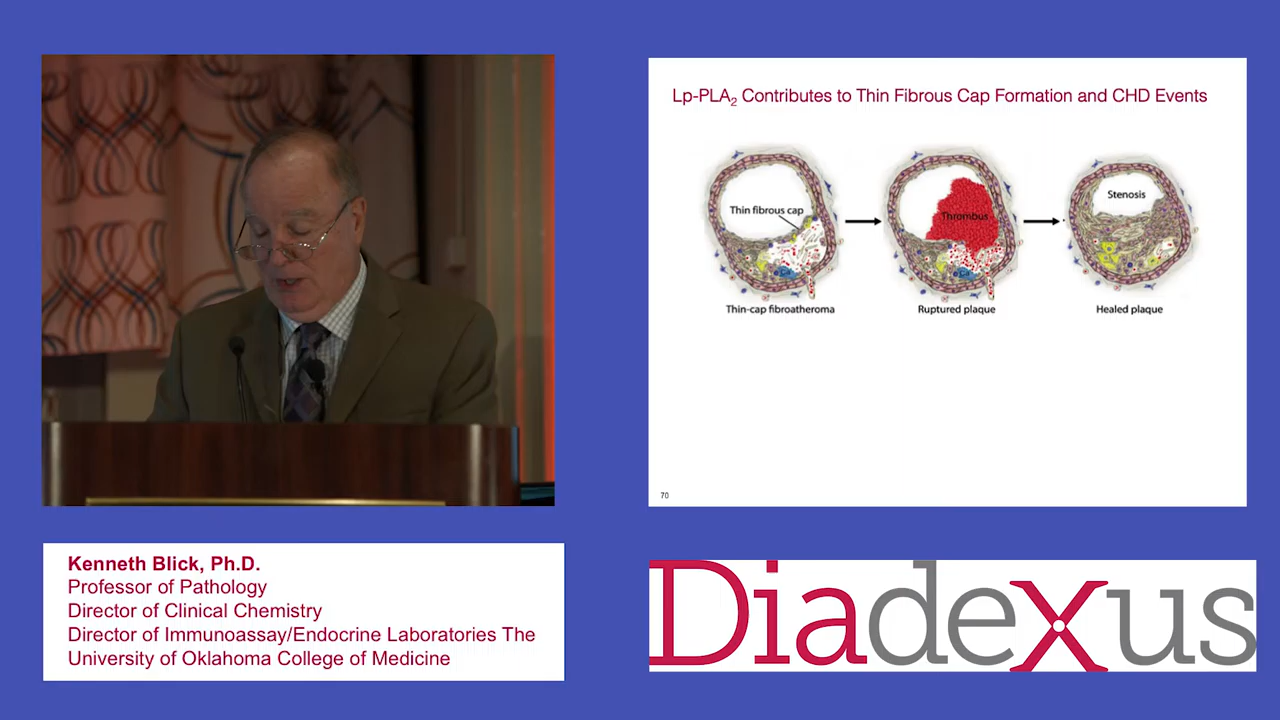 Lp-PLA2 Contributes to Thin Fibrous Cap Formation and CHD Events
Thin fibrous cap
Thrombus
Stenosis
Ca
Ca
Thin-cap fibroatheroma
Ruptured plaque
Healed plaque
70
Kenneth Blick, Ph.D.
Professor of Pathology
Director of Clinical Chemistry
Director of Immunoassay/Endocrine Laboratories The
University of Oklahoma College of Medicine
Diadexus